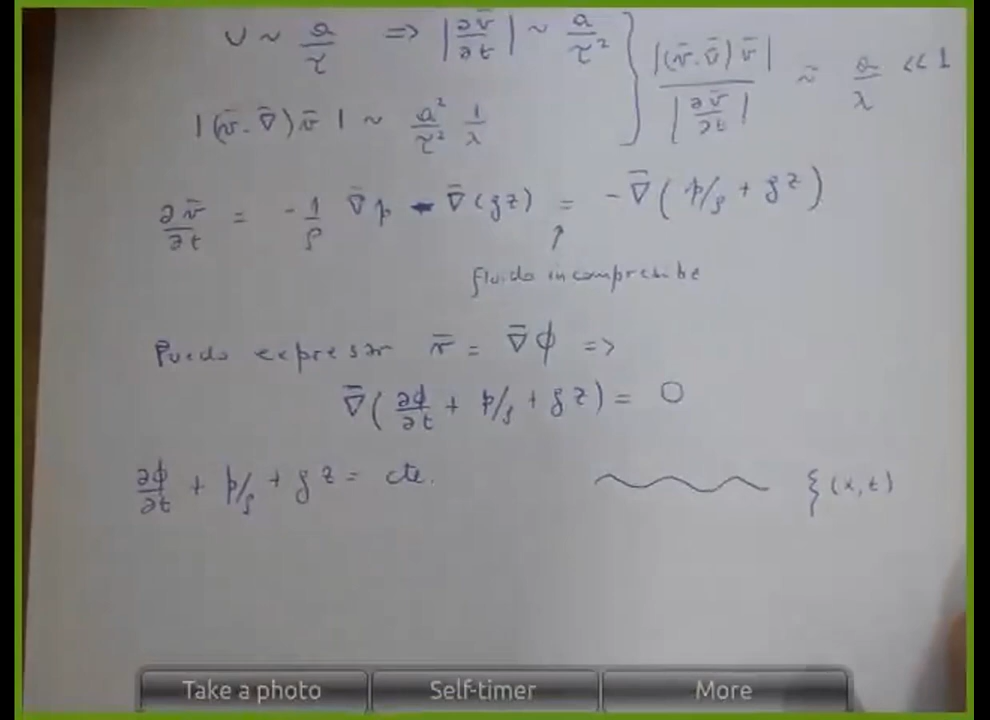 v ~ a/τ => |∂v̄/∂t| ~ a/τ² } |(v̄·∇̄)v̄| / |∂v̄/∂t| ~ a/λ << 1
|(v̄·∇̄)v̄| ~ a²/τ² 1/λ
∂v̄/∂t = -1/ρ ∇̄p - ∇̄(gz) = -∇̄(p/ρ + gz)
↑
fluido incompresibe
Puedo expresar v̄ = ∇̄ϕ =>
∇̄(∂ϕ/∂t + p/ρ + gz) = 0
∂ϕ/∂t + p/ρ + gz = cte. ξ(x,t)
Take a photo Self-timer More